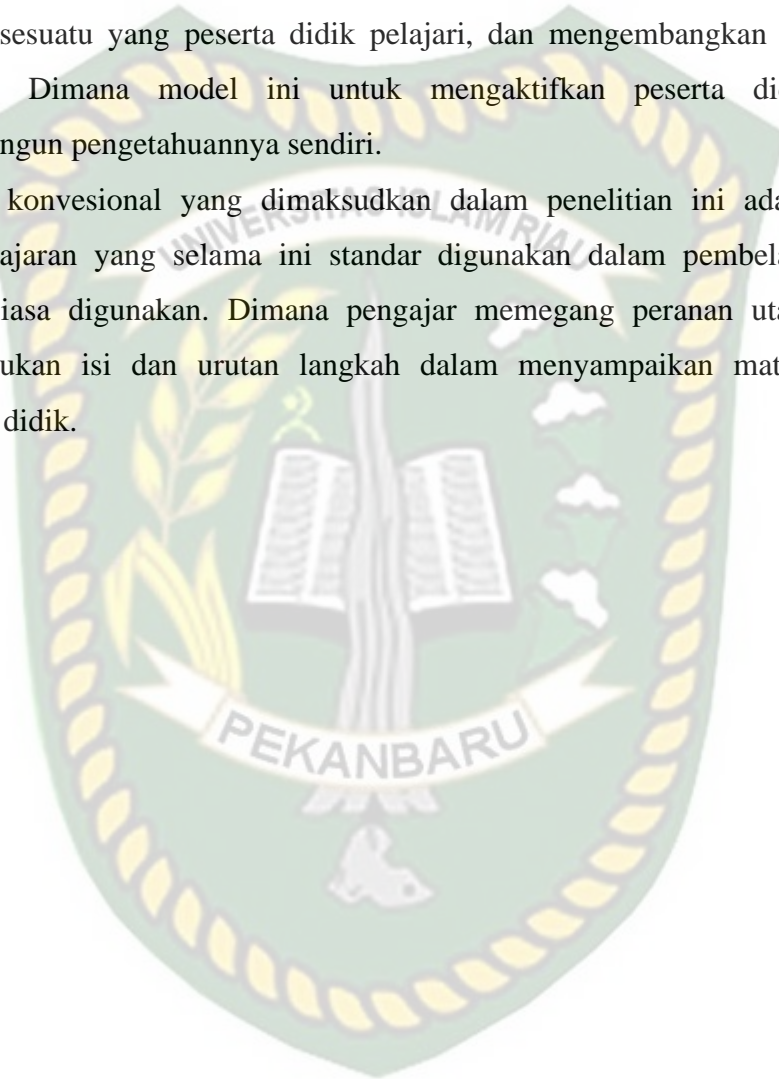 sesuatu yang peserta didik pelajari, dan mengembangkan
Dimana model ini untuk mengaktifkan peserta
ngun pengetahuannya sendiri.
konvesional yang dimaksudkan dalam penelitian ini
ajaran yang selama ini standar digunakan dalam
iasa digunakan. Dimana pengajar memegang peranan
ukan isi dan urutan langkah dalam menyampaikan
didik.
UNIVERSITAS ISLAM RIAU
PEKANBARU